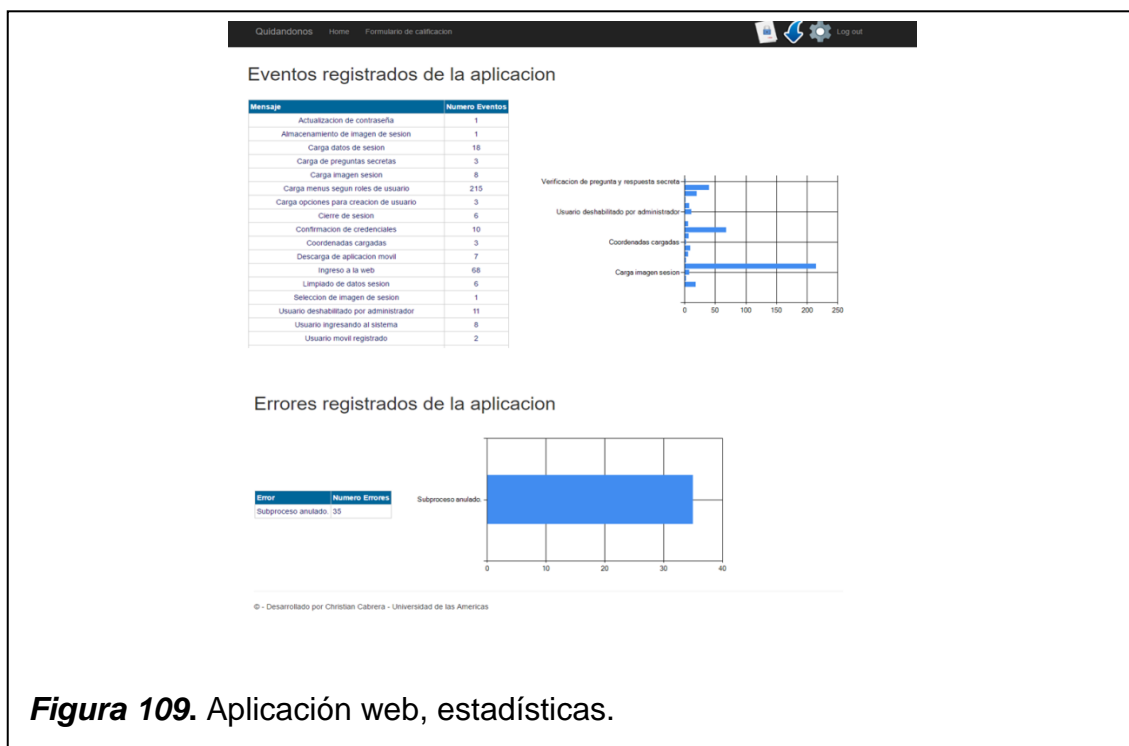 Quidandonos Home Formulario de calificacion Log out
Eventos registrados de la aplicacion
Mensaje Numero Eventos
Actualizacion de contraseña 1
Almacenamiento de imagen de sesion 1
Carga datos de sesion 18
Carga de preguntas secretas 3
Carga imagen sesion 8
Carga menus segun roles de usuario 215
Carga opciones para creacion de usuario 3
Cierre de sesion 6
Confirmacion de credenciales 10
Coordenadas cargadas 3
Descarga de aplicacion movil 7
Ingreso a la web 68
Limpiado de datos sesion 6
Seleccion de imagen de sesion 1
Usuario deshabilitado por administrador 11
Usuario ingresando al sistema 8
Usuario movil registrado 2
Verificacion de pregunta y respuesta secreta
Usuario deshabilitado por administrador
Coordenadas cargadas
Carga imagen sesion
0 50 100 150 200 250
Errores registrados de la aplicacion
Error Numero Errores
Subproceso anulado. 35
Subproceso anulado.
0 10 20 30 40
© - Desarrollado por Christian Cabrera - Universidad de las Americas
Figura 109. Aplicación web, estadísticas.